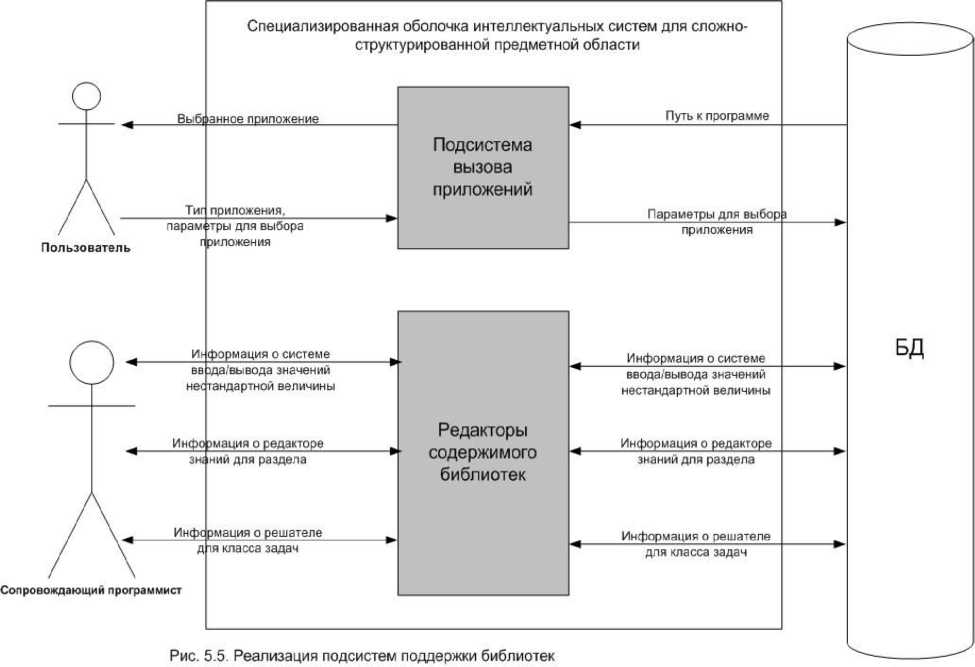 Специализированная оболочка интеллектуальных систем для сложно-
структурированной предметной области
Выбранное приложение
Подсистема
вызова
приложений
Путь к программе
Тип приложения,
параметры для выбора
приложения
Параметры для выбора
приложения
Пользователь
БД
Информация о системе
ввода/вывода значений
нестандартной величины
Информация о системе
ввода/вывода значений
нестандартной величины
Редакторы
содержимого
библиотек
Информация о редакторе
знаний для раздела
Информация о редакторе
знаний для раздела
Информация о решателе
для класса задач
Информация о решателе
для класса задач
Сопровождающий программист
Рис. 5.5. Реализация подсистем поддержки библиотек